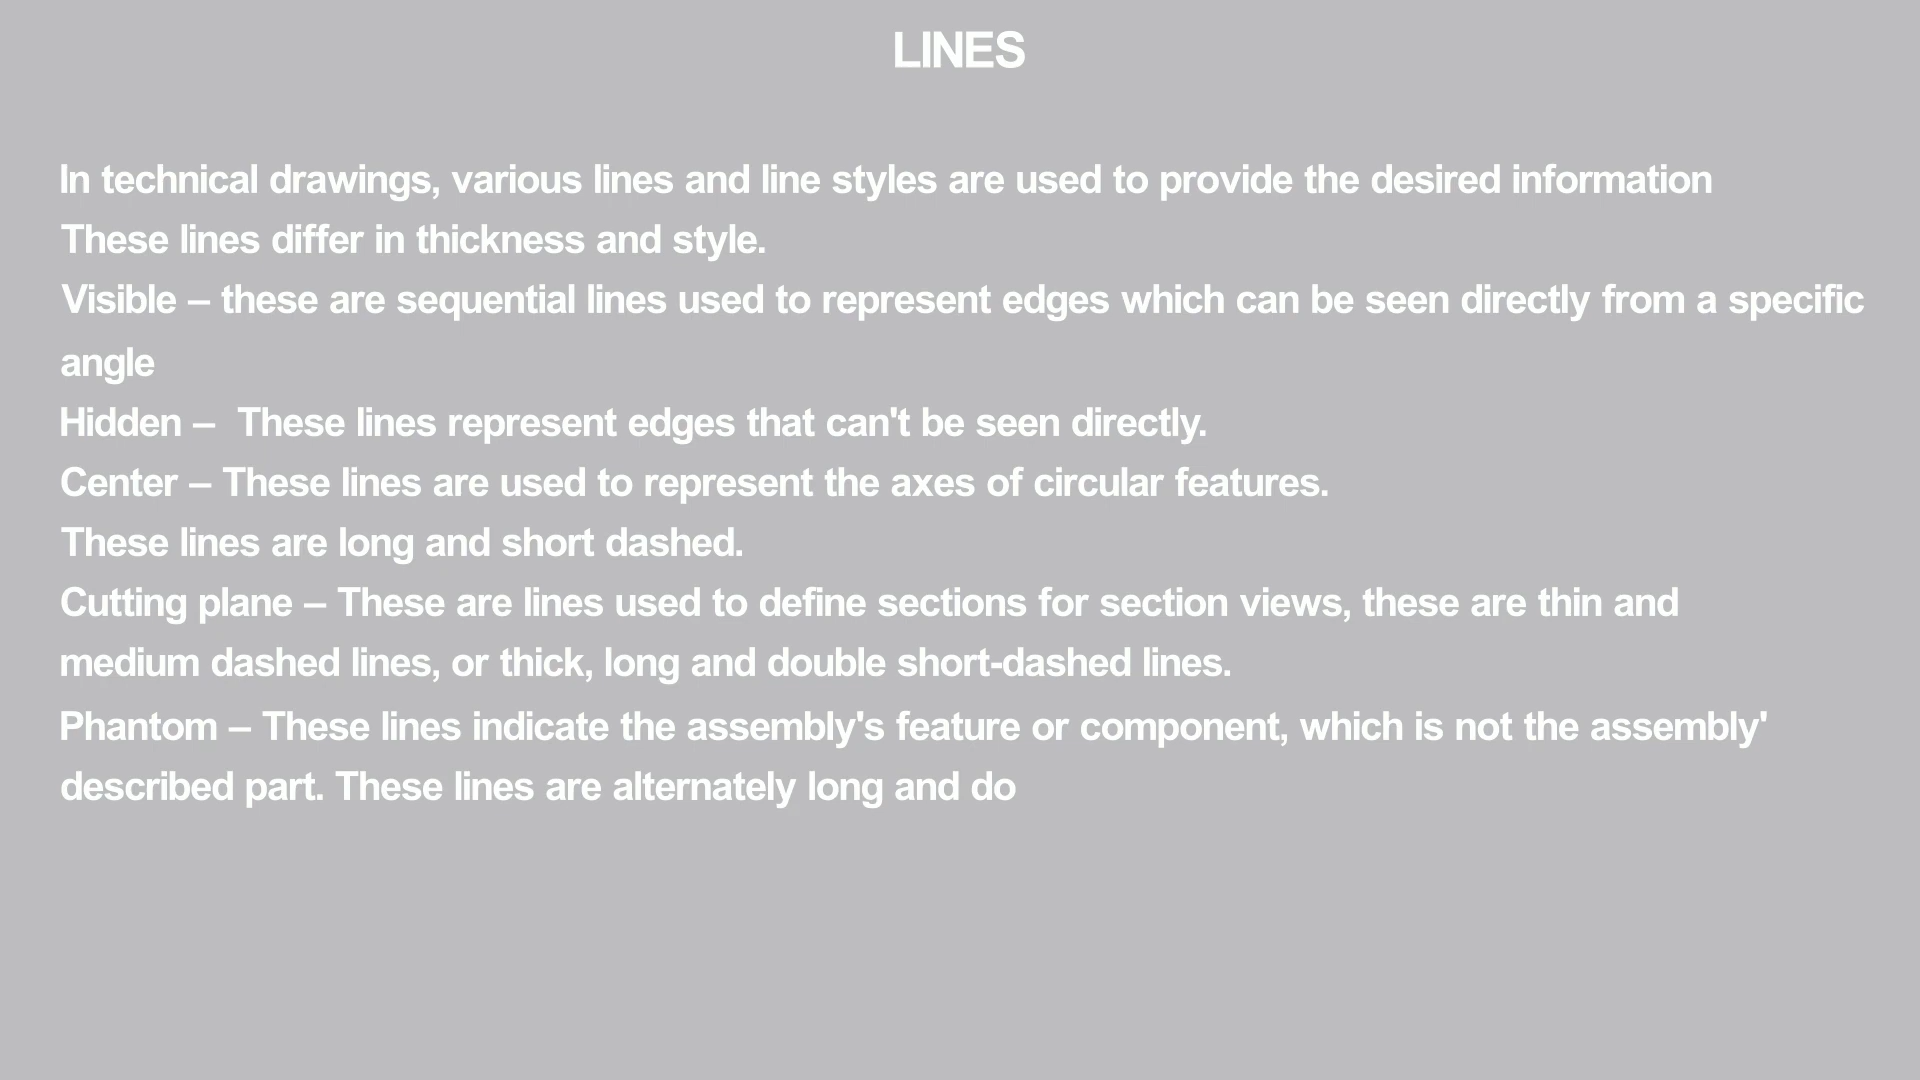 LINES
In technical drawings, various lines and line styles are used to provide the desired information
These lines differ in thickness and style.
Visible – these are sequential lines used to represent edges which can be seen directly from a specific
angle
Hidden –  These lines represent edges that can't be seen directly.
Center – These lines are used to represent the axes of circular features.
These lines are long and short dashed.
Cutting plane – These are lines used to define sections for section views, these are thin and
medium dashed lines, or thick, long and double short-dashed lines.
Phantom – These lines indicate the assembly's feature or component, which is not the assembly'
described part. These lines are alternately long and do